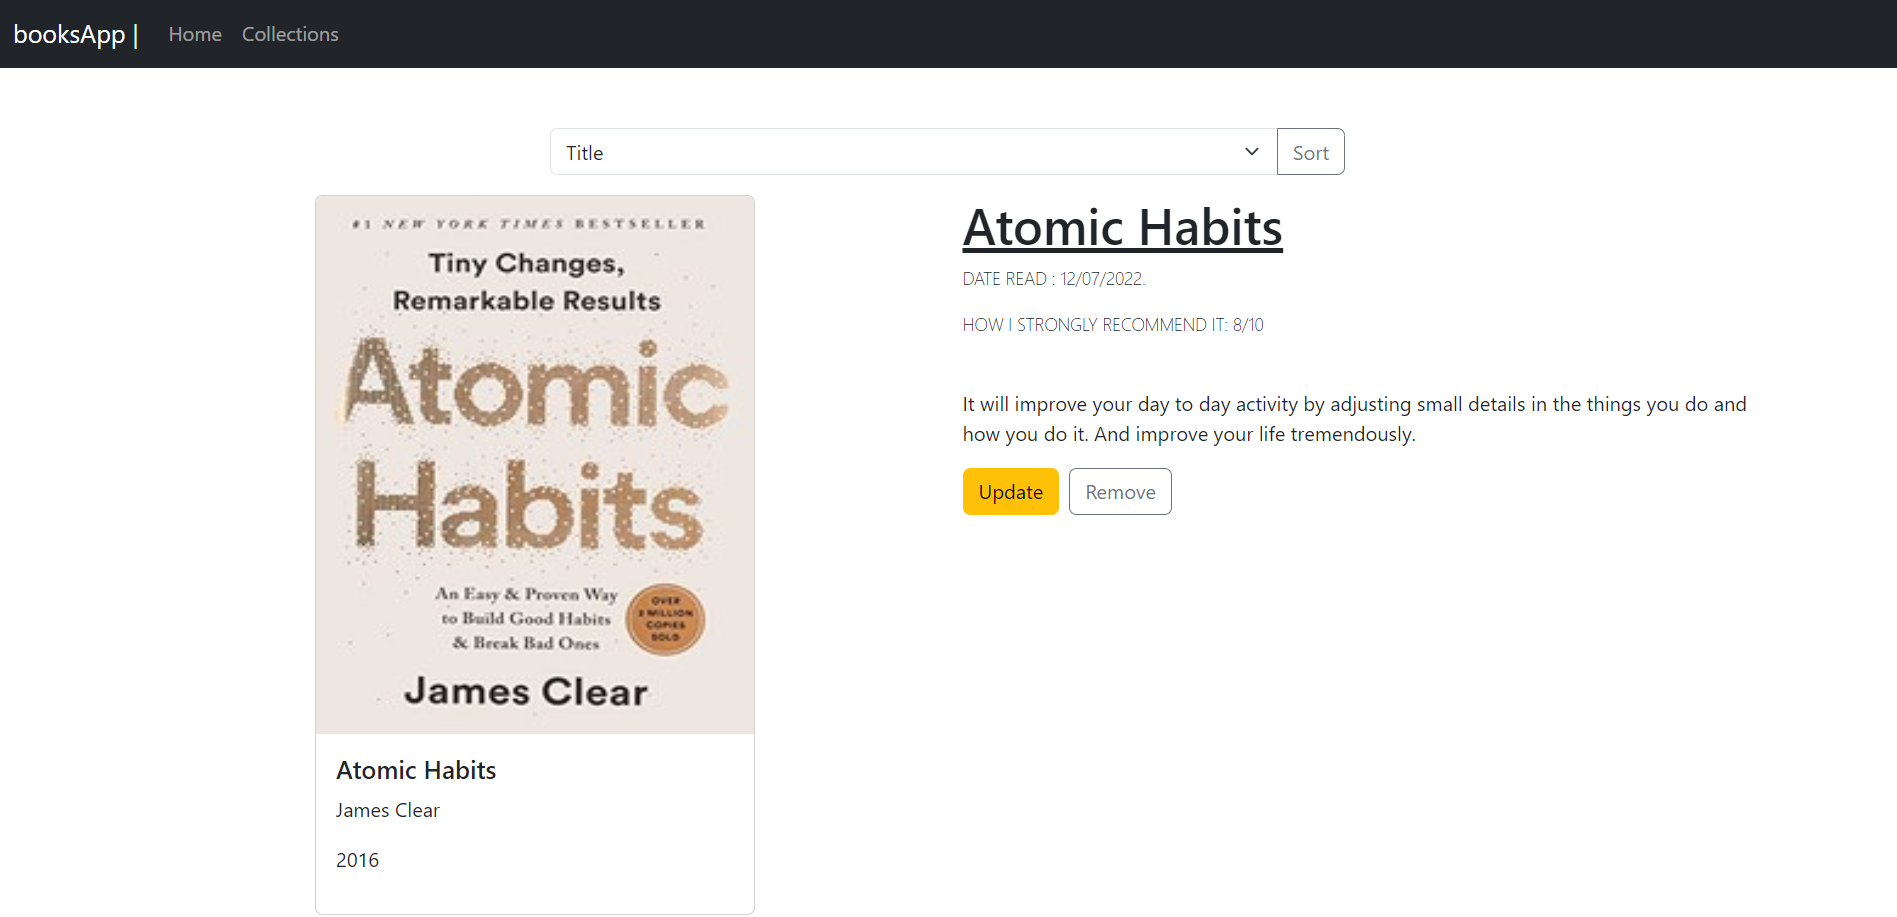 booksApp | Home Collections
Title Sort
#1 NEW YORK TIMES BESTSELLER
Tiny Changes,
Remarkable Results
Atomic
Habits
An Easy & Proven Way
to Build Good Habits
& Break Bad Ones
OVER
2 MILLION
COPIES
SOLD
James Clear
Atomic Habits
James Clear
2016
Atomic Habits
DATE READ : 12/07/2022.
HOW I STRONGLY RECOMMEND IT: 8/10
It will improve your day to day activity by adjusting small details in the things you do and
how you do it. And improve your life tremendously.
Update Remove